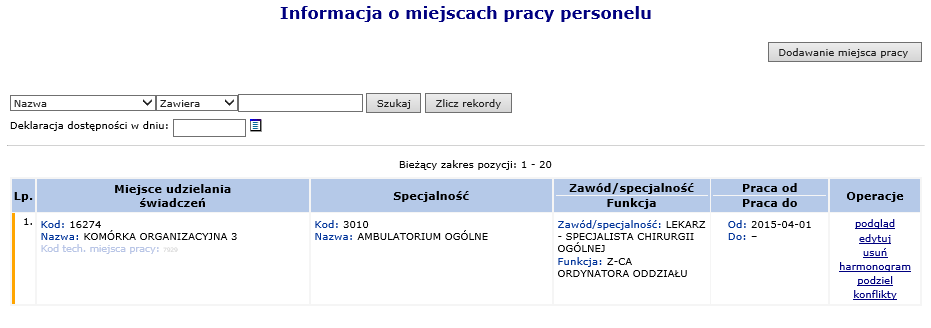 Informacja o miejscach pracy personelu
Dodawanie miejsca pracy
Nazwa Zawiera Szukaj Zlicz rekordy
Deklaracja dostępności w dniu:
Bieżący zakres pozycji: 1 - 20
Lp. Miejsce udzielania świadczeń Specjalność Zawód/specjalność Funkcja Praca od Praca do Operacje
1.
Kod: 16274
Nazwa: KOMÓRKA ORGANIZACYJNA 3
Kod tech. miejsca pracy:
Kod: 3010
Nazwa: AMBULATORIUM OGÓLNE
Zawód/specjalność: LEKARZ
- SPECJALISTA CHIRURGII
OGÓLNEJ
Funkcja: Z-CA
ORDYNATORA ODDZIAŁU
Od: 2015-04-01
Do: –
podgląd
edytuj
usuń
harmonogram
podziel
konflikty